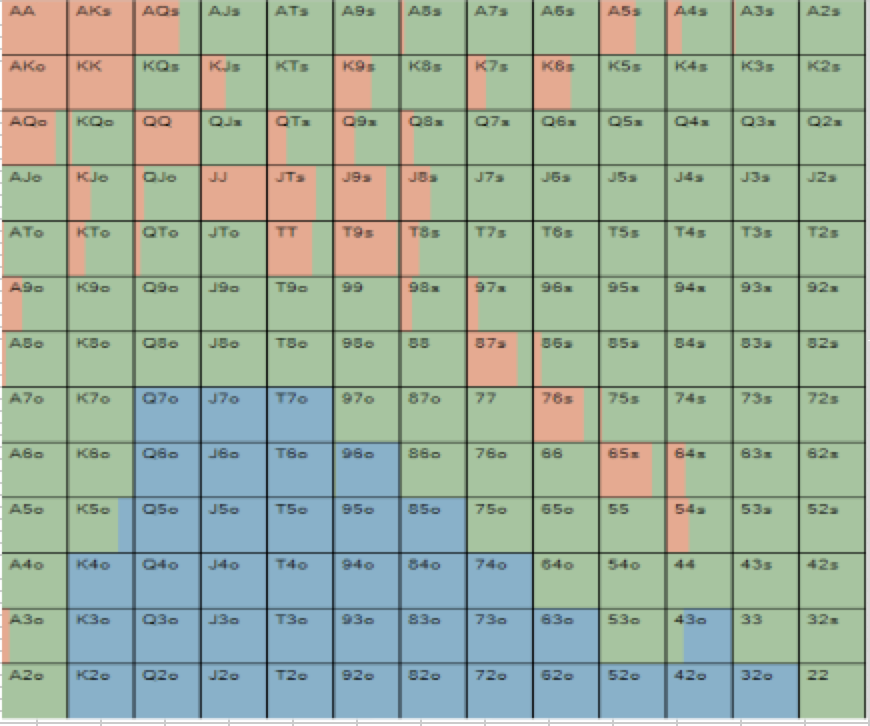 AA AKs AQs AJs ATs A9s A8s A7s A6s A5s A4s A3s A2s
AKo KK KQs KJs KTs K9s K8s K7s K6s K5s K4s K3s K2s
AQo KQo QQ QJs QTs Q9s Q8s Q7s Q6s Q5s Q4s Q3s Q2s
AJo KJo QJo JJ JTs J9s J8s J7s J6s J5s J4s J3s J2s
ATo KTo QTo JTo TT T9s T8s T7s T6s T5s T4s T3s T2s
A9o K9o Q9o J9o T9o 99 98s 97s 96s 95s 94s 93s 92s
A8o K8o Q8o J8o T8o 98o 88 87s 86s 85s 84s 83s 82s
A7o K7o Q7o J7o T7o 97o 87o 77 76s 75s 74s 73s 72s
A6o K6o Q6o J6o T6o 96o 86o 76o 66 65s 64s 63s 62s
A5o K5o Q5o J5o T5o 95o 85o 75o 65o 55 54s 53s 52s
A4o K4o Q4o J4o T4o 94o 84o 74o 64o 54o 44 43s 42s
A3o K3o Q3o J3o T3o 93o 83o 73o 63o 53o 43o 33 32s
A2o K2o Q2o J2o T2o 92o 82o 72o 62o 52o 42o 32o 22